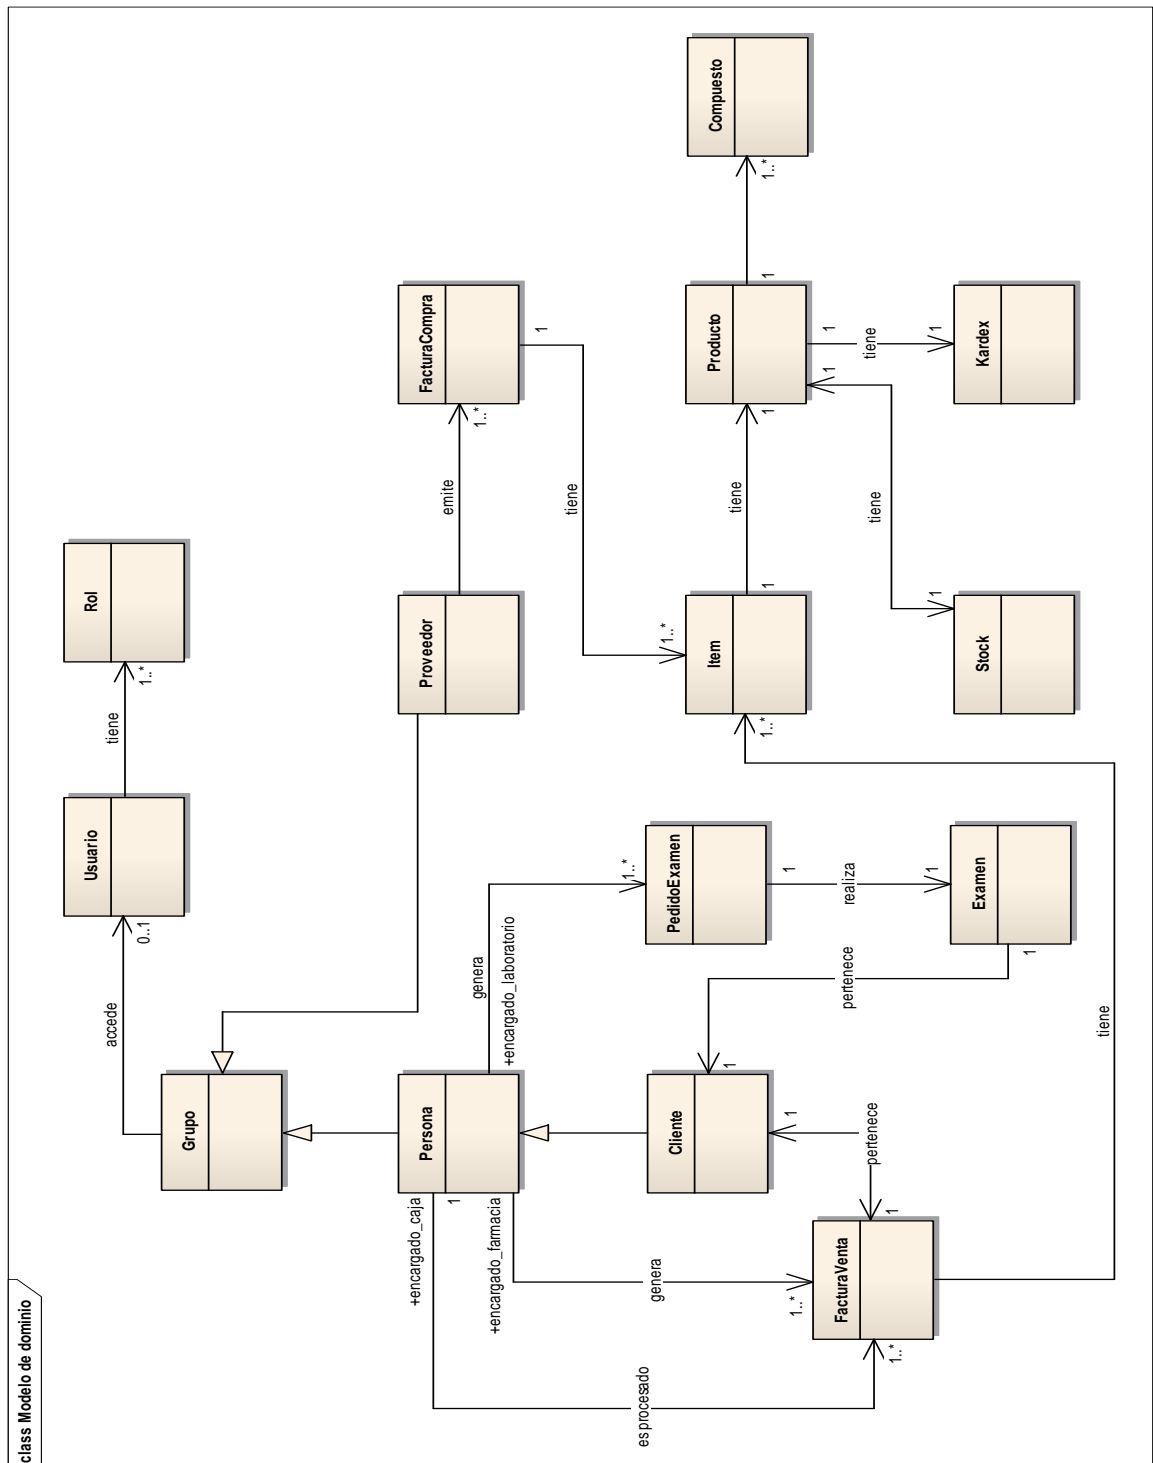 class Modelo de dominio
Usuario
Rol
accede
tiene
0..1
1..*
Grupo
+encargado_caja
Persona
Proveedor
FacturaCompra
1
emite
genera
1..*
+encargado_farmacia
+encargado_laboratorio
1
tiene
esprocesado
genera
1..*
Cliente
PedidoExamen
1..*
Item
Producto
Compuesto
1
tiene
1..*
1
1
1
1..*
1..*
1
1
1
tiene
1
FacturaVenta
pertenece
pertenece
realiza
tiene
tiene
1..*
1
1
1
1
Examen
Stock
Kardex
1
tiene